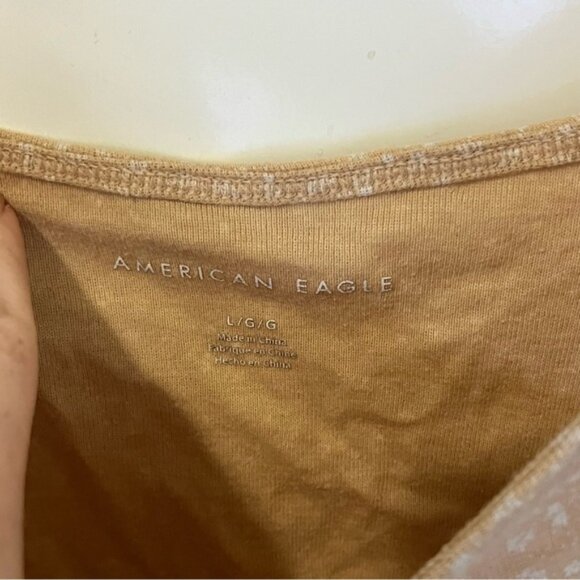 AMERICAN EAGLE
L/G/G
Made in China
Fabriqué en Chine
Hecho en China